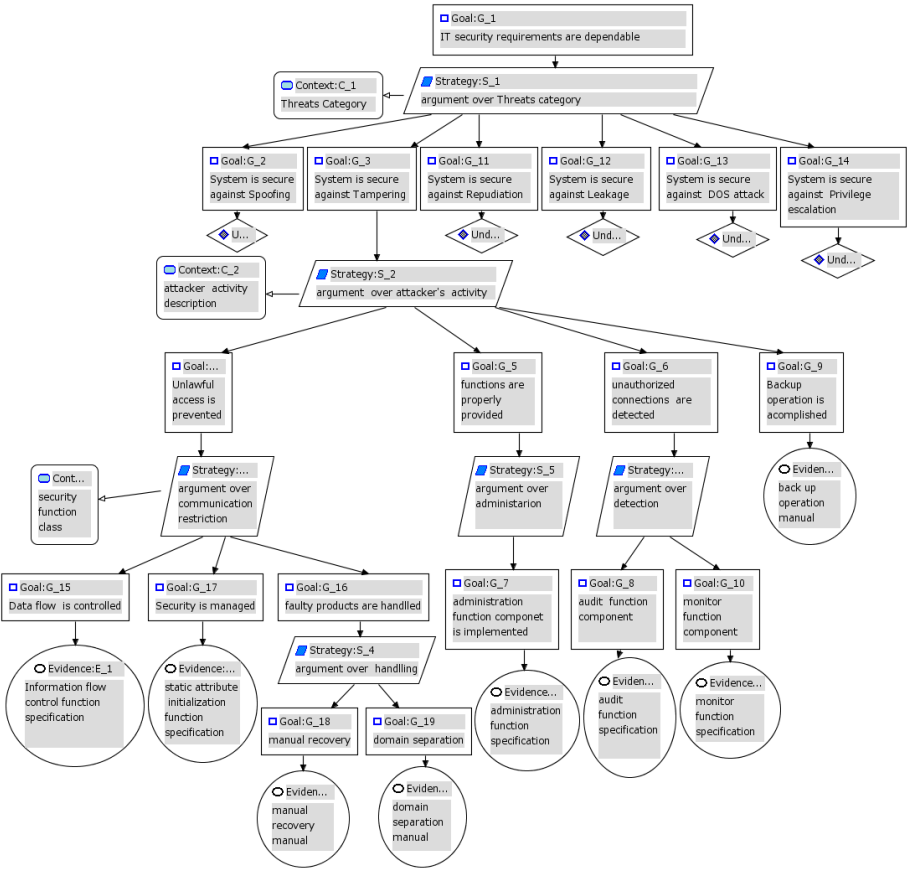 Goal:G_1
IT security requirements are dependable
Context:C_1
Threats Category
Strategy:S_1
argument over Threats category
Goal:G_2
System is secure
against Spoofing
Goal:G_3
System is secure
against Tampering
Goal:G_11
System is secure
against Repudiation
Goal:G_12
System is secure
against Leakage
Goal:G_13
System is secure
against DOS attack
Goal:G_14
System is secure
against Privilege
escalation
U...
Und...
Und...
Und...
Und...
Context:C_2
attacker activity
description
Strategy:S_2
argument over attacker's activity
Goal:...
Unlawful
access is
prevented
Goal:G_5
functions are
properly
provided
Goal:G_6
unauthorized
connections are
detected
Goal:G_9
Backup
operation is
acomplished
Cont...
security
function
class
Strategy:...
argument over
communication
restriction
Strategy:S_5
argument over
administarion
Strategy:...
argument over
detection
Eviden...
back up
operation
manual
Goal:G_15
Data flow is controlled
Goal:G_17
Security is managed
Goal:G_16
faulty products are handlled
Goal:G_7
administration
function componet
is implemented
Goal:G_8
audit function
component
Goal:G_10
monitor
function
component
Strategy:S_4
argument over handlling
Evidence:E_1
Information flow
control function
specification
Evidence:...
static attribute
initialization
function
specification
Goal:G_18
manual recovery
Goal:G_19
domain separation
Evidence...
administration
function
specification
Eviden...
audit
function
specification
Evidence...
monitor
function
specification
Eviden...
manual
recovery
manual
Eviden...
domain
separation
manual